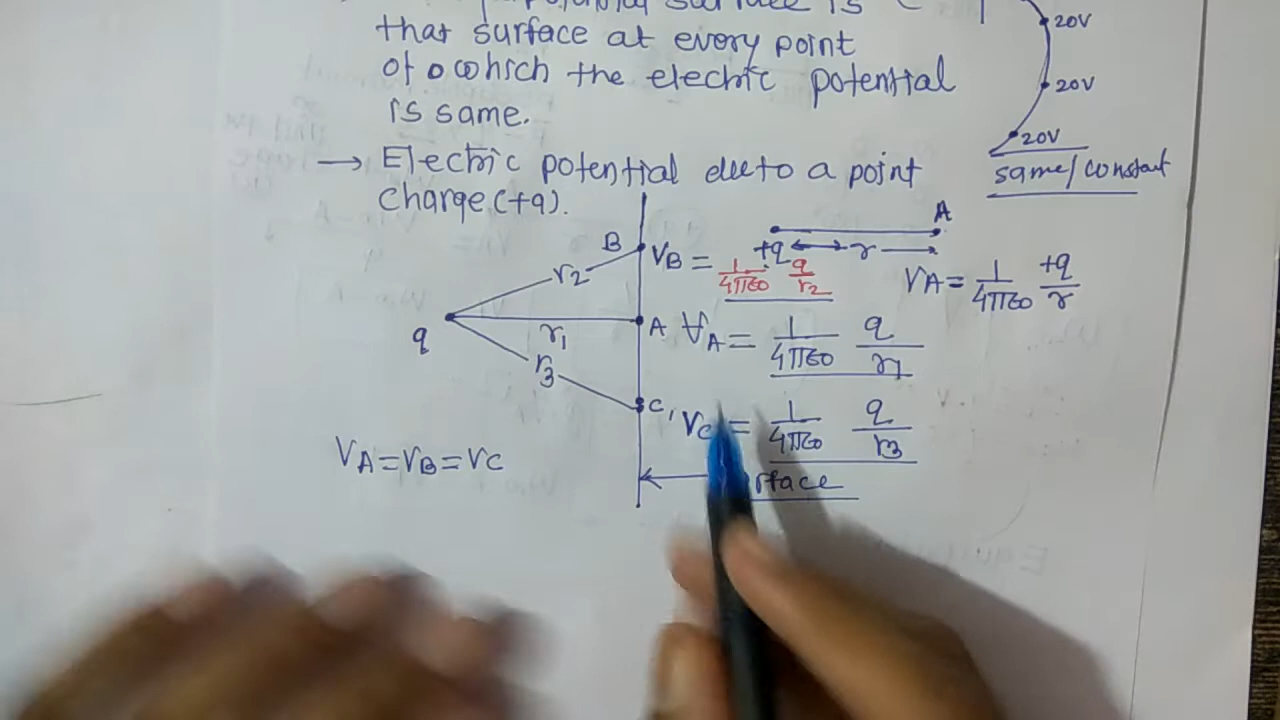 surface is
that surface at every point
of which the electric potential
is same.
→ Electric potential due to a point
charge (+q).
20V
20V
20V
same/constant
+q r A
VA = 1/4πε0 +q/r
B VB = 1/4πε0 q/r2
r2
q r1 A VA = 1/4πε0 q/r1
r3
C, VC = 1/4πε0 q/r3
VA=VB=VC